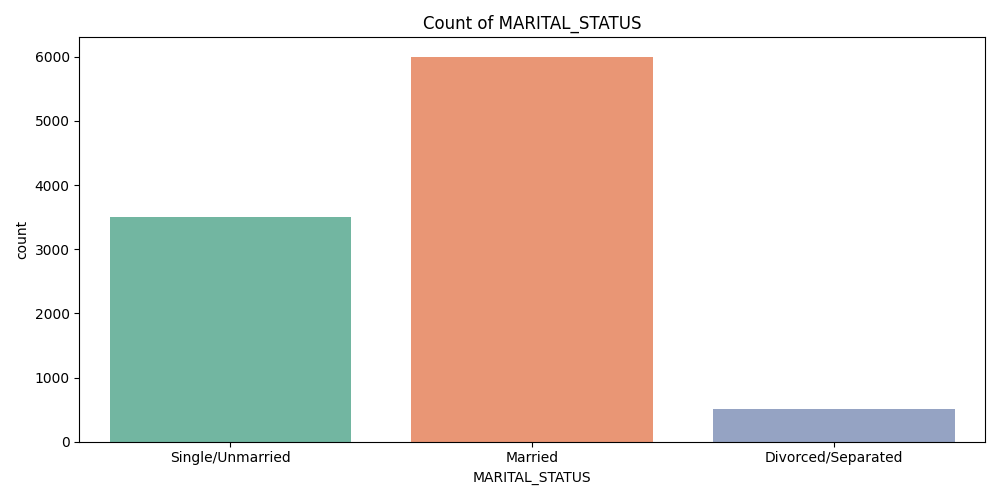 Count of MARITAL_STATUS
6000
5000
4000
3000
2000
1000
0
count
Single/Unmarried
Married
Divorced/Separated
MARITAL_STATUS